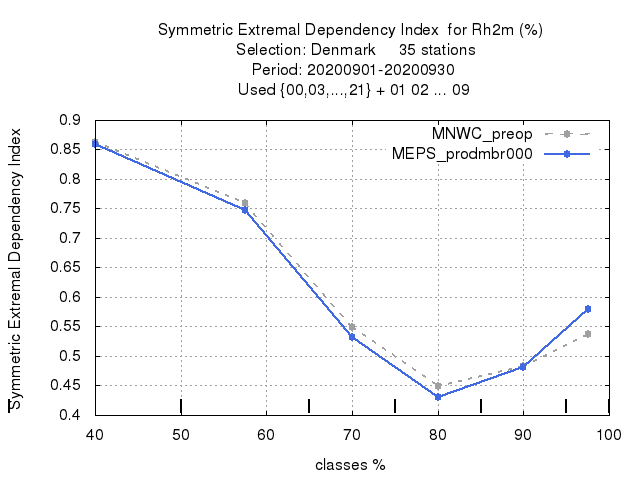 Symmetric Extremal Dependency Index  for Rh2m (%)
Selection: Denmark     35 stations
Period: 20200901-20200930
Used {00,03,...,21} + 01 02 ... 09
Symmetric Extremal Dependency Index
0.9
0.85
0.8
0.75
0.7
0.65
0.6
0.55
0.5
0.45
0.4
MNWC_preop
MEPS_prodmbr000
40 50 60 70 80 90 100
classes %